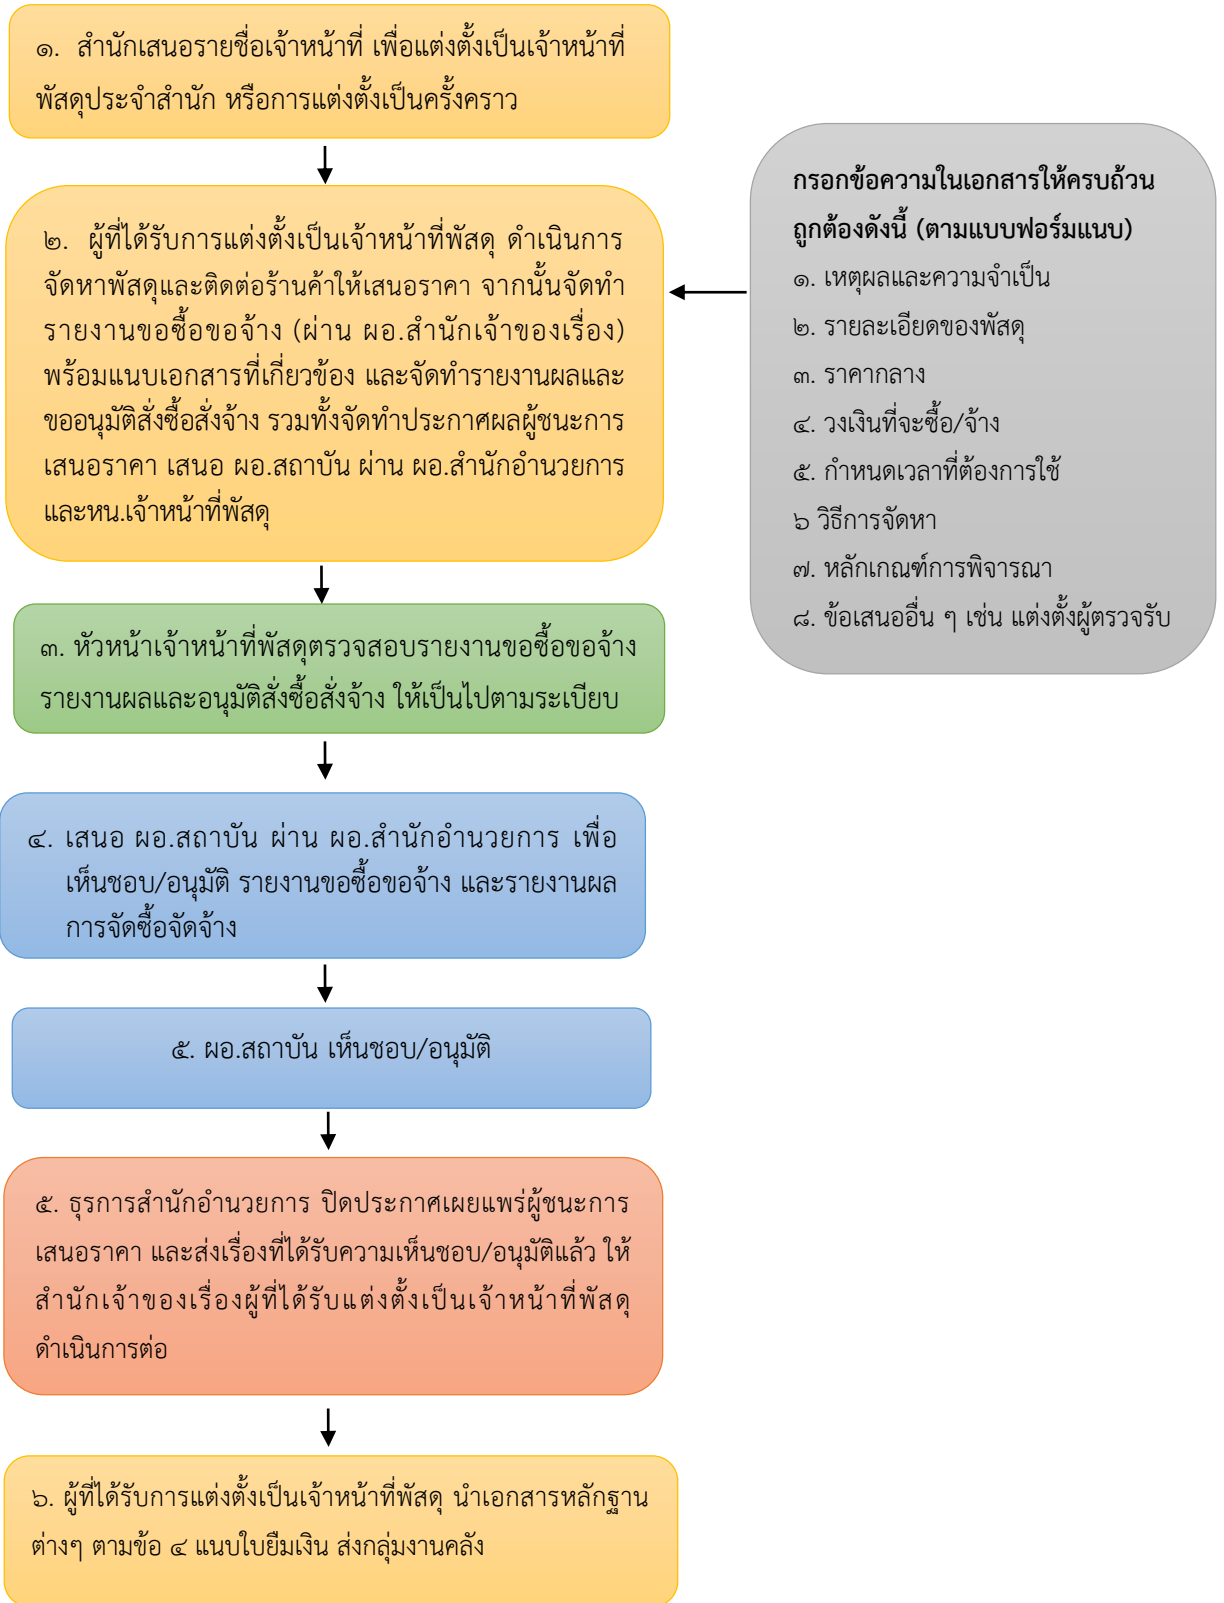 ๑. สำนักเสนอรายชื่อเจ้าหน้าที่ เพื่อแต่งตั้งเป็นเจ้าหน้าที่
พัสดุประจำสำนัก หรือการแต่งตั้งเป็นครั้งคราว
๒. ผู้ที่ได้รับการแต่งตั้งเป็นเจ้าหน้าที่พัสดุ ดำเนินการ
จัดหาพัสดุและติดต่อร้านค้าให้เสนอราคา จากนั้นจัดทำ
รายงานขอซื้อขอจ้าง (ผ่าน ผอ.สำนักเจ้าของเรื่อง)
พร้อมแนบเอกสารที่เกี่ยวข้อง และจัดทำรายงานผลและ
ขออนุมัติสั่งซื้อสั่งจ้าง รวมทั้งจัดทำประกาศผลผู้ชนะการ
เสนอราคา เสนอ ผอ.สถาบัน ผ่าน ผอ.สำนักอำนวยการ
และหน.เจ้าหน้าที่พัสดุ
กรอกข้อความในเอกสารให้ครบถ้วน
ถูกต้องดังนี้ (ตามแบบฟอร์มแนบ)
๑. เหตุผลและความจำเป็น
๒. รายละเอียดของพัสดุ
๓. ราคากลาง
๔. วงเงินที่จะซื้อ/จ้าง
๕. กำหนดเวลาที่ต้องการใช้
๖ วิธีการจัดหา
๗. หลักเกณฑ์การพิจารณา
๘. ข้อเสนออื่น ๆ เช่น แต่งตั้งผู้ตรวจรับ
๓. หัวหน้าเจ้าหน้าที่พัสดุตรวจสอบรายงานขอซื้อขอจ้าง
รายงานผลและอนุมัติสั่งซื้อสั่งจ้าง ให้เป็นไปตามระเบียบ
๔. เสนอ ผอ.สถาบัน ผ่าน ผอ.สำนักอำนวยการ เพื่อ
เห็นชอบ/อนุมัติ รายงานขอซื้อขอจ้าง และรายงานผล
การจัดซื้อจัดจ้าง
๕. ผอ.สถาบัน เห็นชอบ/อนุมัติ
๕. ธุรการสำนักอำนวยการ ปิดประกาศเผยแพร่ผู้ชนะการ
เสนอราคา และส่งเรื่องที่ได้รับความเห็นชอบ/อนุมัติแล้ว ให้
สำนักเจ้าของเรื่องผู้ที่ได้รับแต่งตั้งเป็นเจ้าหน้าที่พัสดุ
ดำเนินการต่อ
๖. ผู้ที่ได้รับการแต่งตั้งเป็นเจ้าหน้าที่พัสดุ นำเอกสารหลักฐาน
ต่างๆ ตามข้อ ๔ แนบใบยืมเงิน ส่งกลุ่มงานคลัง